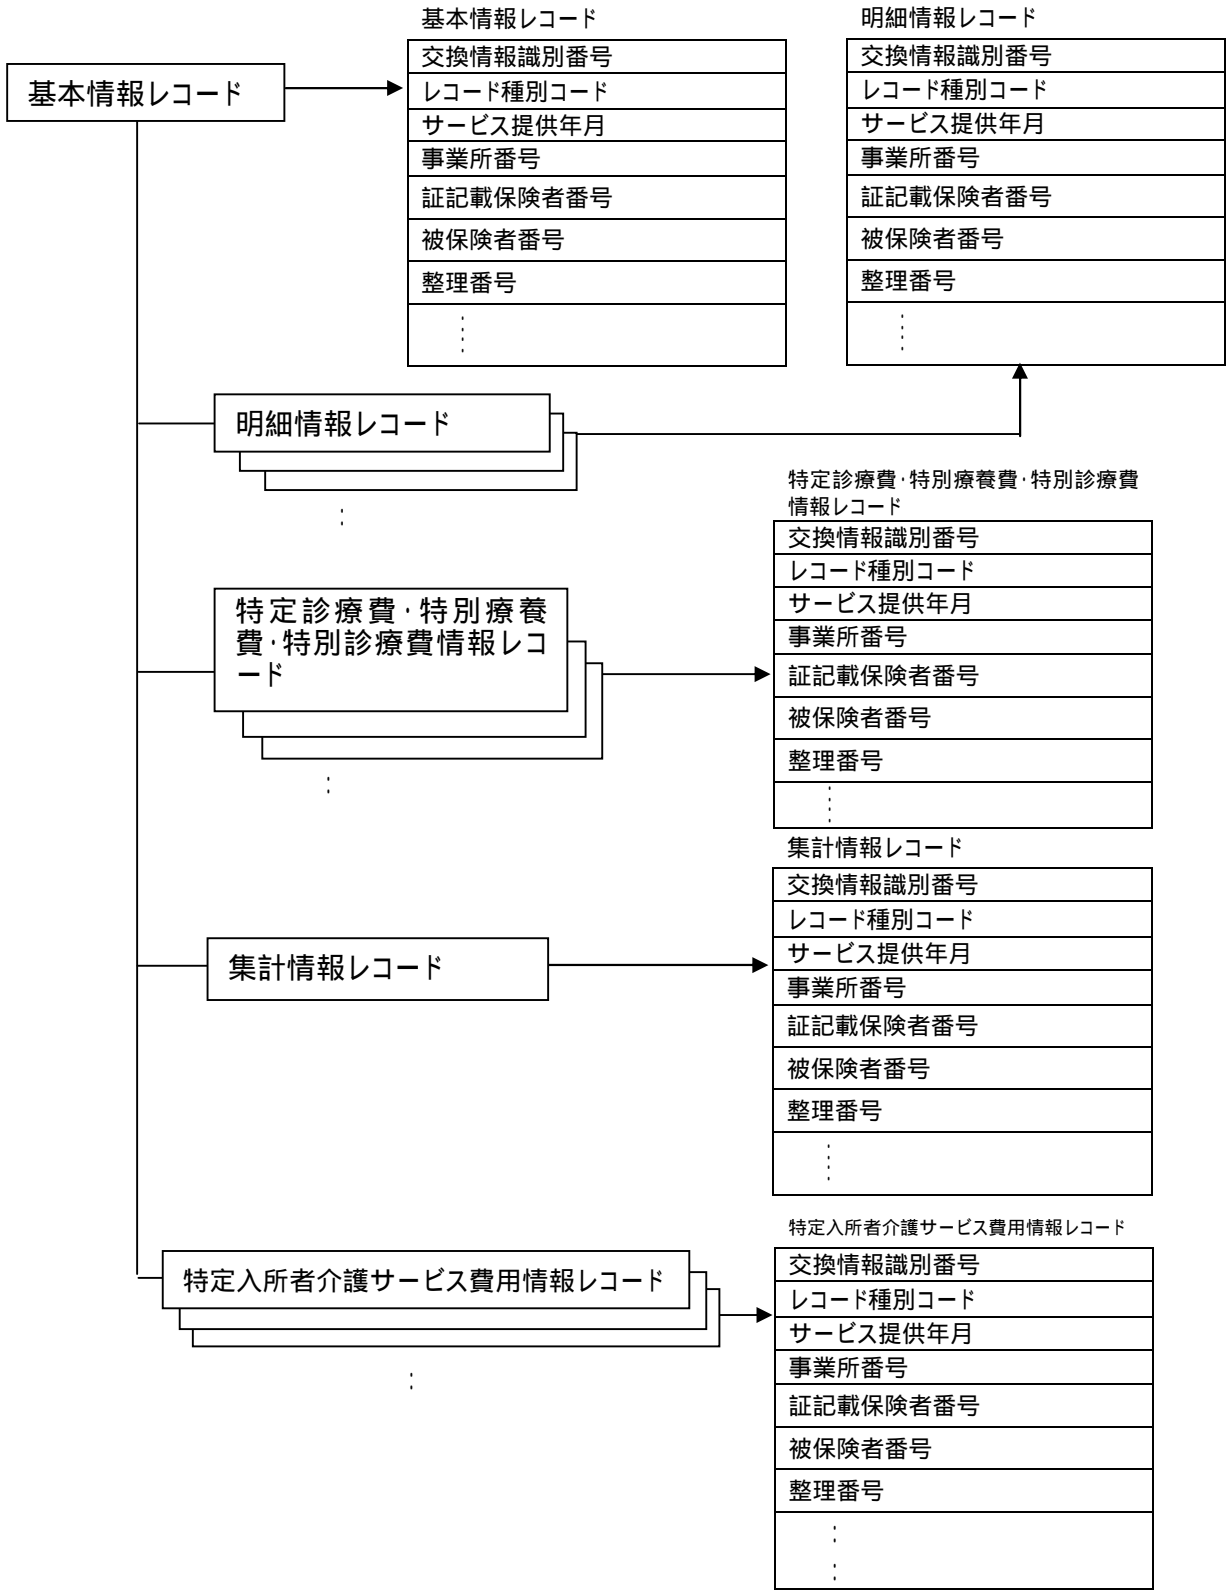 基本情報レコード
基本情報レコード
交換情報識別番号
レコード種別コード
サービス提供年月
事業所番号
証記載保険者番号
被保険者番号
整理番号
明細情報レコード
交換情報識別番号
レコード種別コード
サービス提供年月
事業所番号
証記載保険者番号
被保険者番号
整理番号
明細情報レコード
特定診療費・特別療養費・特別診療費
情報レコード
交換情報識別番号
レコード種別コード
サービス提供年月
事業所番号
証記載保険者番号
被保険者番号
整理番号
特定診療費・特別療養
費・特別診療費情報レコ
ード
集計情報レコード
交換情報識別番号
レコード種別コード
サービス提供年月
事業所番号
証記載保険者番号
被保険者番号
整理番号
集計情報レコード
特定入所者介護サービス費用情報レコード
交換情報識別番号
レコード種別コード
サービス提供年月
事業所番号
証記載保険者番号
被保険者番号
整理番号
特定入所者介護サービス費用情報レコード